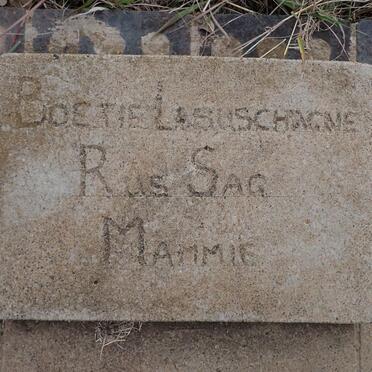 BOETIE LABUSCHAGNE
RUS SAG
MAMMIE